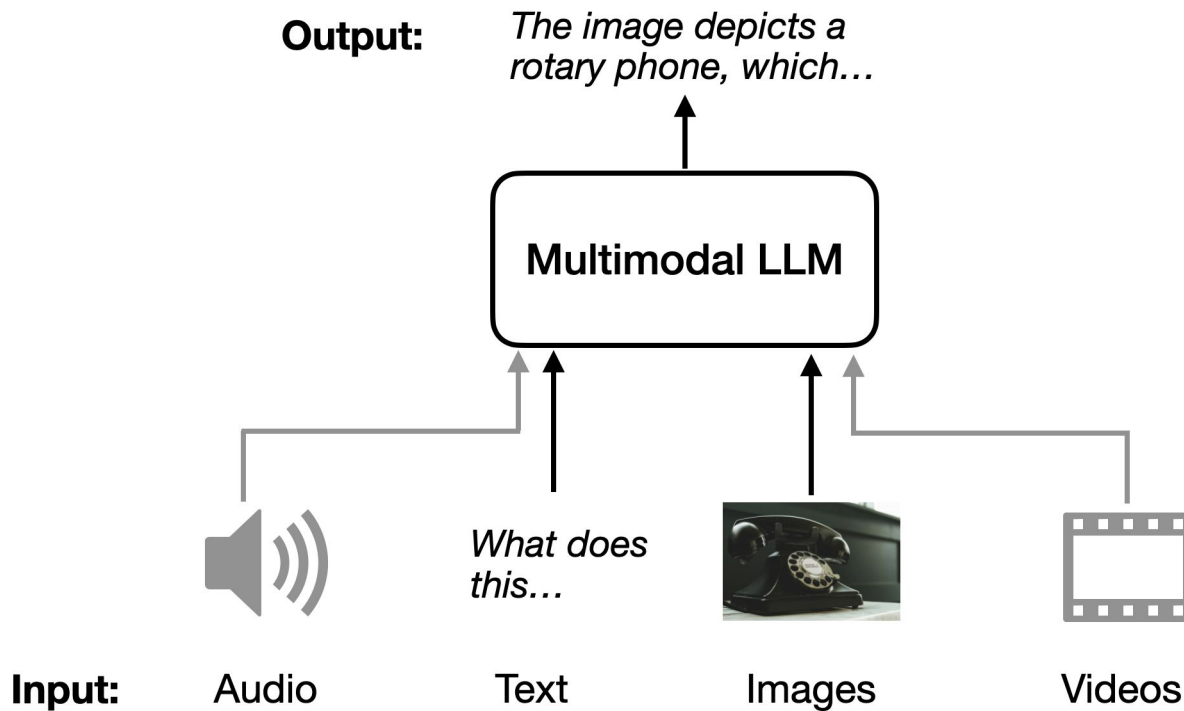 Output:
The image depicts a
rotary phone, which…
Multimodal LLM
What does
this…
Input:
Audio
Text
Images
Videos